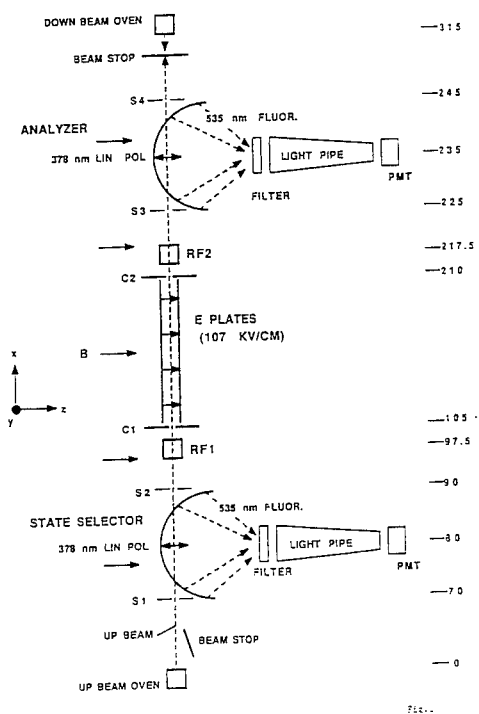 DOWN BEAM OVEN
315
BEAM STOP
S4
245
535 nm FLUOR.
ANALYZER
378 nm LIN POL
LIGHT PIPE
235
PMT
FILTER
S3
225
RF2
217.5
C2
210
E PLATES
(107 KV/CM)
B
x
y
z
C1
105
RF1
97.5
S2
90
535 nm FLUOR.
STATE SELECTOR
378 nm LIN POL
LIGHT PIPE
80
FILTER
PMT
S1
70
UP BEAM
BEAM STOP
0
UP BEAM OVEN